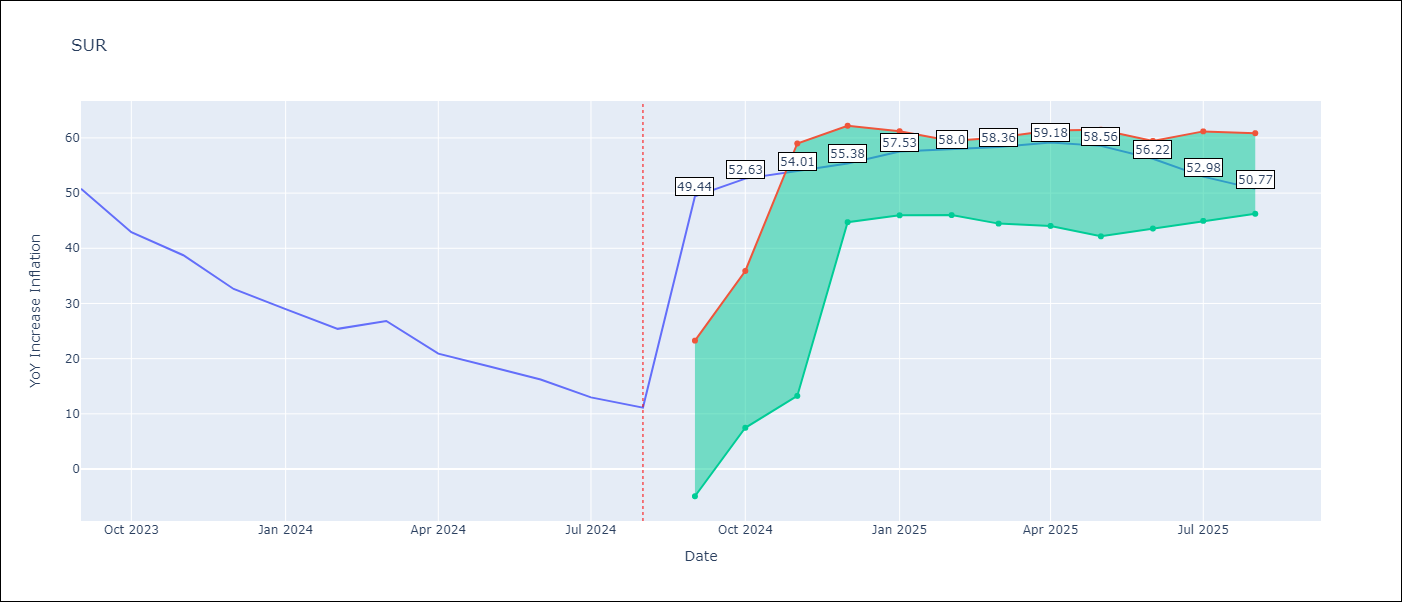 SUR
YoY Increase Inflation
60
50
40
30
20
10
0
49.44
52.63
54.01
55.38
57.53
58.0
58.36
59.18
58.56
56.22
52.98
50.77
Oct 2023
Jan 2024
Apr 2024
Jul 2024
Oct 2024
Jan 2025
Apr 2025
Jul 2025
Date